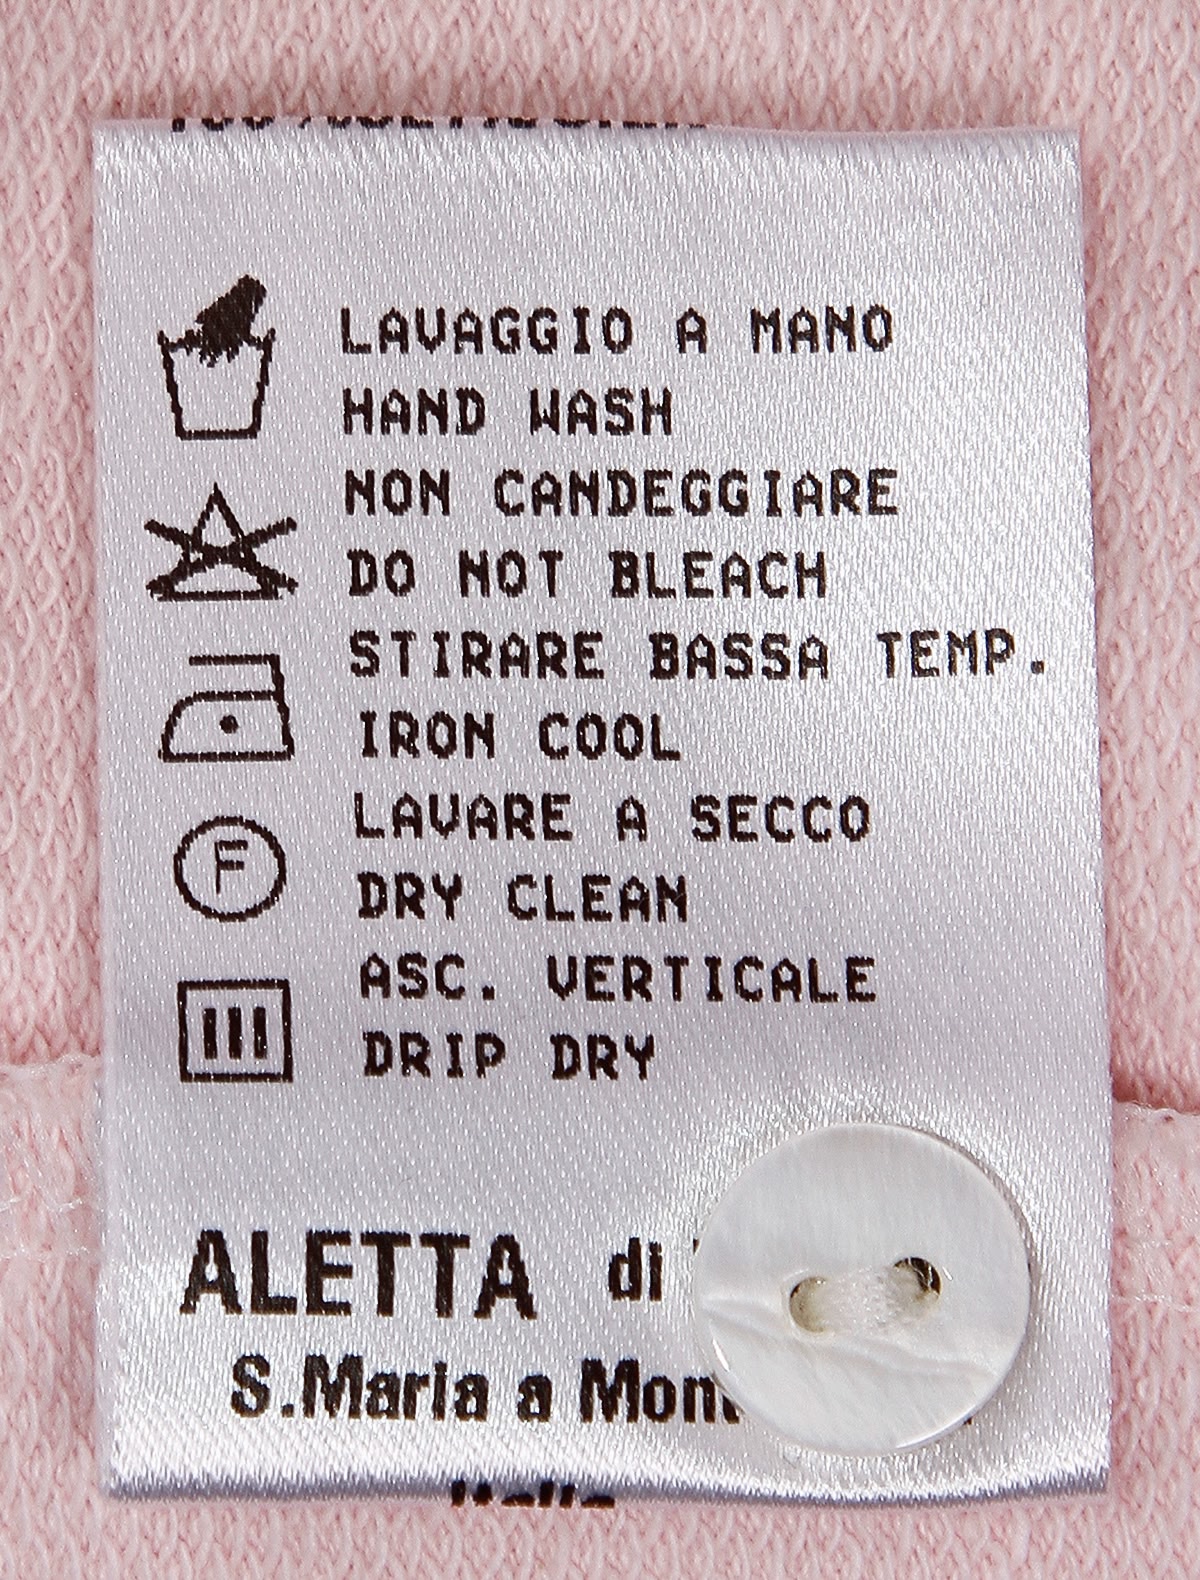 LAVAGGIO A MANO
HAND WASH
NON CANDEGGIARE
DO NOT BLEACH
STIRARE BASSA TEMP.
IRON COOL
F
LAVARE A SECCO
DRY CLEAN
ASC. VERTICALE
DRIP DRY
ALETTA di
S.Maria a
Italia